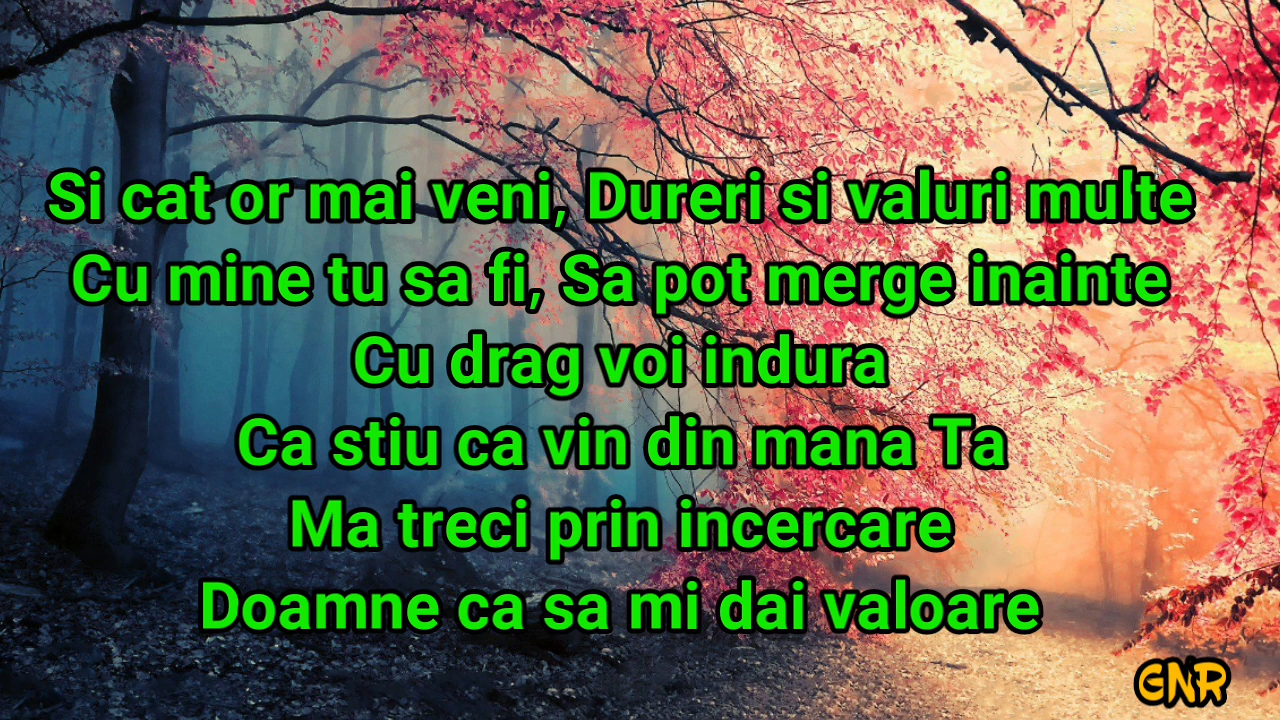 Si cat or mai veni, Dureri si valuri multe
Cu mine tu sa fi, Sa pot merge inainte
Cu drag voi indura
Ca stiu ca vin din mana Ta
Ma treci prin incercare
Doamne ca sa mi dai valoare
GNR